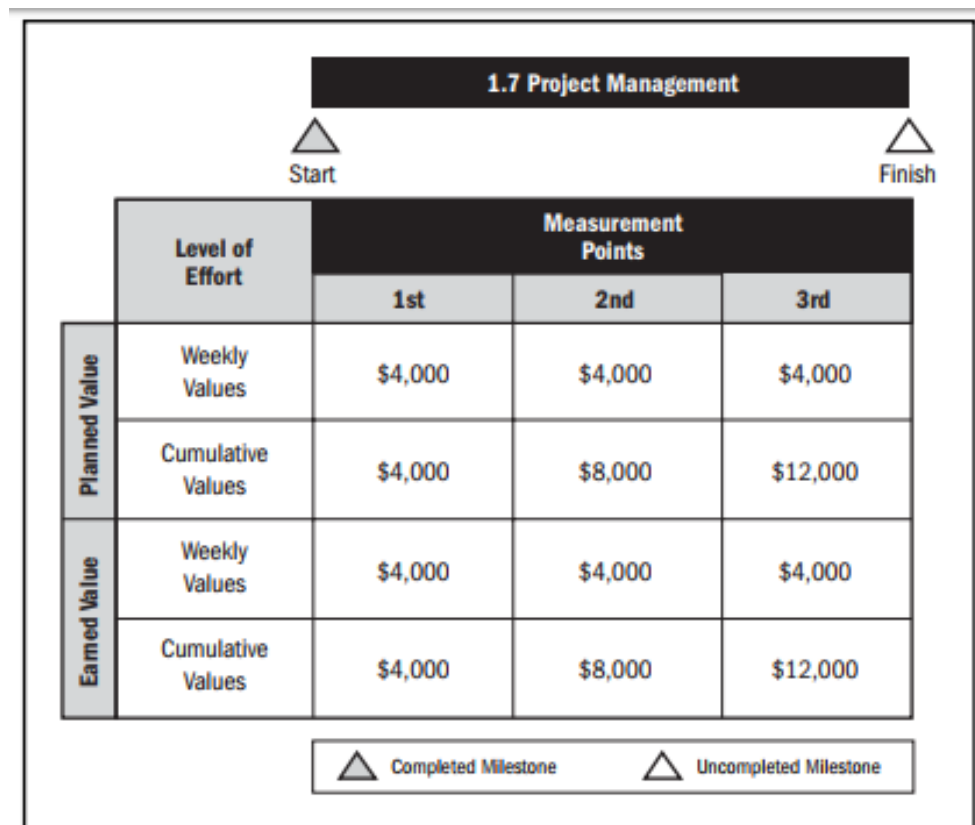 1.7 Project Management
Start
Finish
Level of
Effort
Measurement
Points
1st
2nd
3rd
Planned Value
Weekly
Values
$4,000
$4,000
$4,000
Cumulative
Values
$4,000
$8,000
$12,000
Earned Value
Weekly
Values
$4,000
$4,000
$4,000
Cumulative
Values
$4,000
$8,000
$12,000
Completed Milestone
Uncompleted Milestone